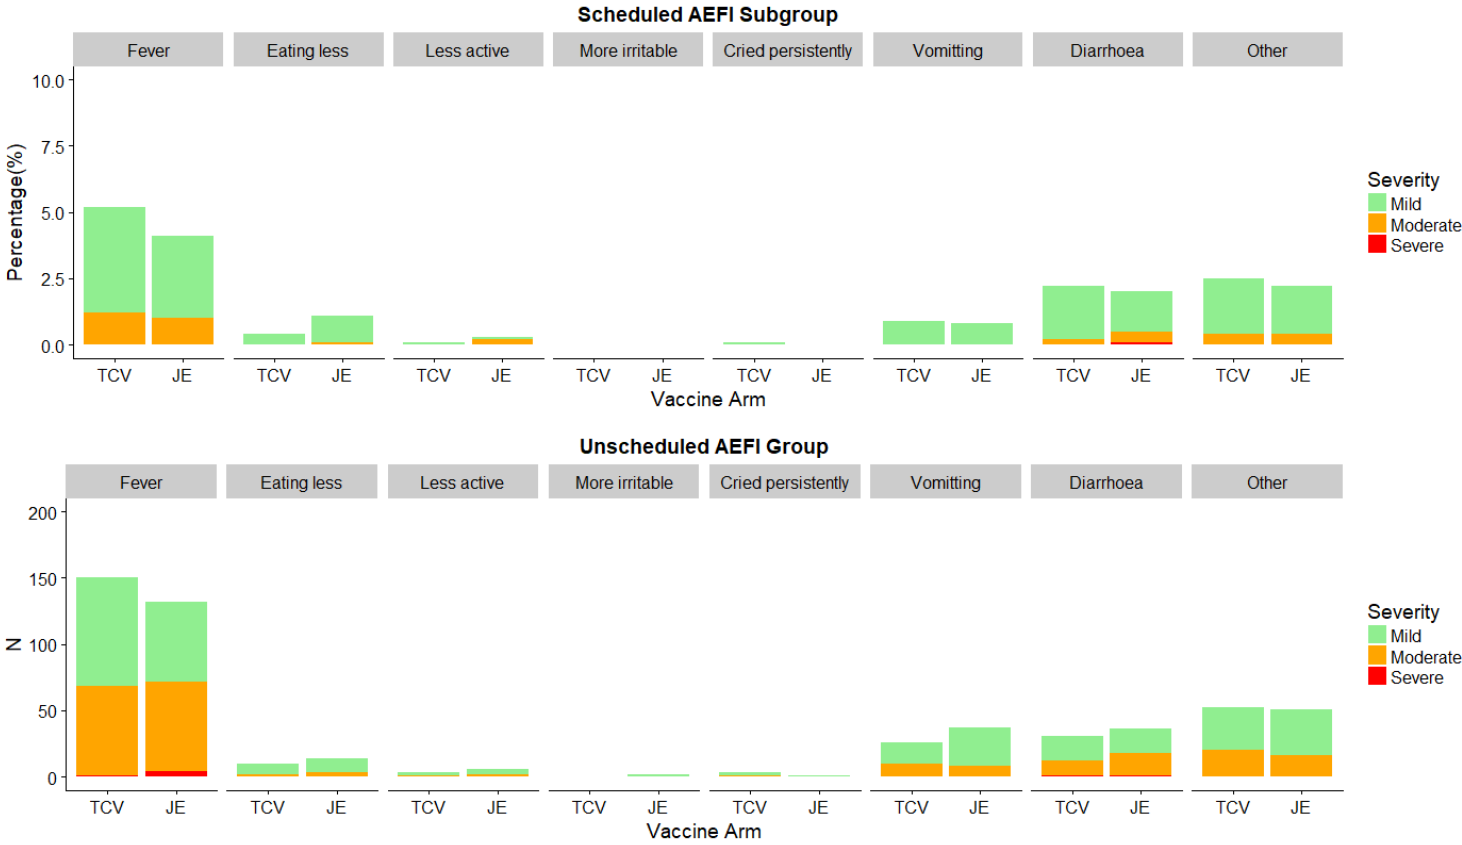 Scheduled AEFI Subgroup
Fever Eating less Less active More irritable Cried persistently Vomitting Diarrhoea Other
10.0
7.5
5.0
2.5
0.0
Percentage(%)
TCV JE TCV JE TCV JE TCV JE TCV JE TCV JE TCV JE TCV JE
Vaccine Arm
Severity
Mild
Moderate
Severe
Unscheduled AEFI Group
Fever Eating less Less active More irritable Cried persistently Vomitting Diarrhoea Other
200
150
100
50
0
N
TCV JE TCV JE TCV JE TCV JE TCV JE TCV JE TCV JE TCV JE
Vaccine Arm
Severity
Mild
Moderate
Severe